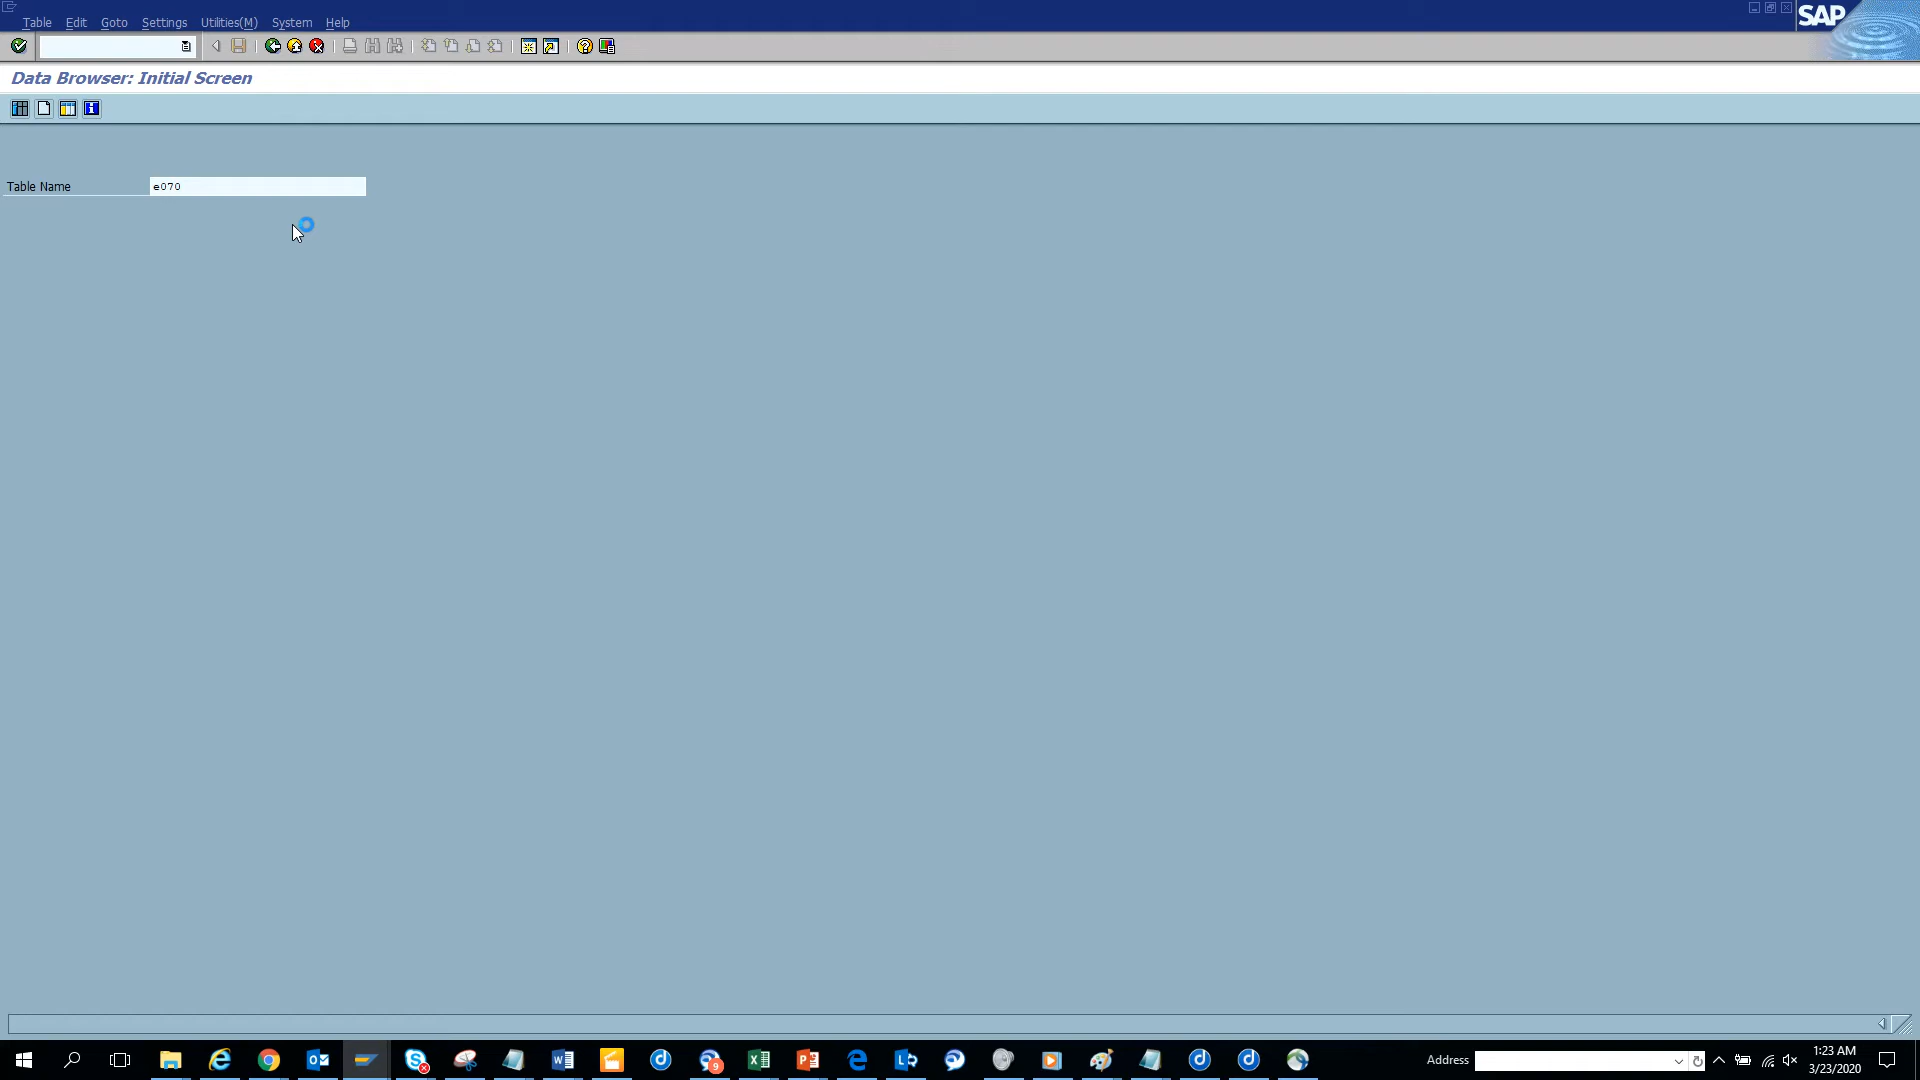 Table Edit Goto Settings Utilities(M) System Help
SAP
Data Browser: Initial Screen
Table Name e070
9
Address
1:23 AM
3/23/2020